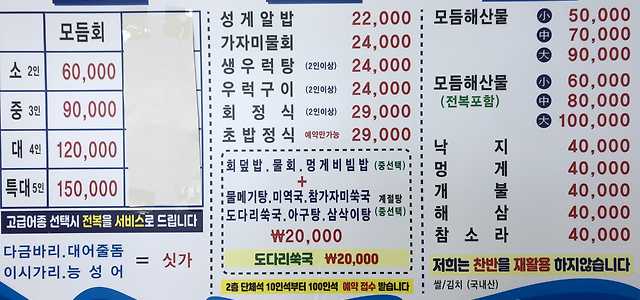 모듬회
소 2인 60,000
중 3인 90,000
대 4인 120,000
특대 5인 150,000
고급어종 선택시 전복을 서비스로 드립니다
다금바리.대어줄돔
이시가리.능성어 = 싯가
성게알밥 22,000
가자미물회 24,000
생우럭탕 (2인이상) 24,000
우럭구이 (2인이상) 24,000
회정식 (2인이상) 29,000
초밥정식 예약만가능 29,000
회덮밥.물회.멍게비빔밥 (중선택)
+
물메기탕.미역국.참가자미쑥국 계절탕
도다리쑥국.아구탕.삼삭이탕 (중선택)
₩20,000
도다리쑥국 ₩20,000
2층 단체석 10인석부터 100인석 예약 접수 받습니다
모듬해산물 小 50,000
中 70,000
大 90,000
모듬해산물 小 60,000
(전복포함) 中 80,000
大 100,000
낙지 40,000
멍게 40,000
개불 40,000
해삼 40,000
참소라 40,000
저희는 찬반을 재활용 하지않습니다
쌀/김치 (국내산)